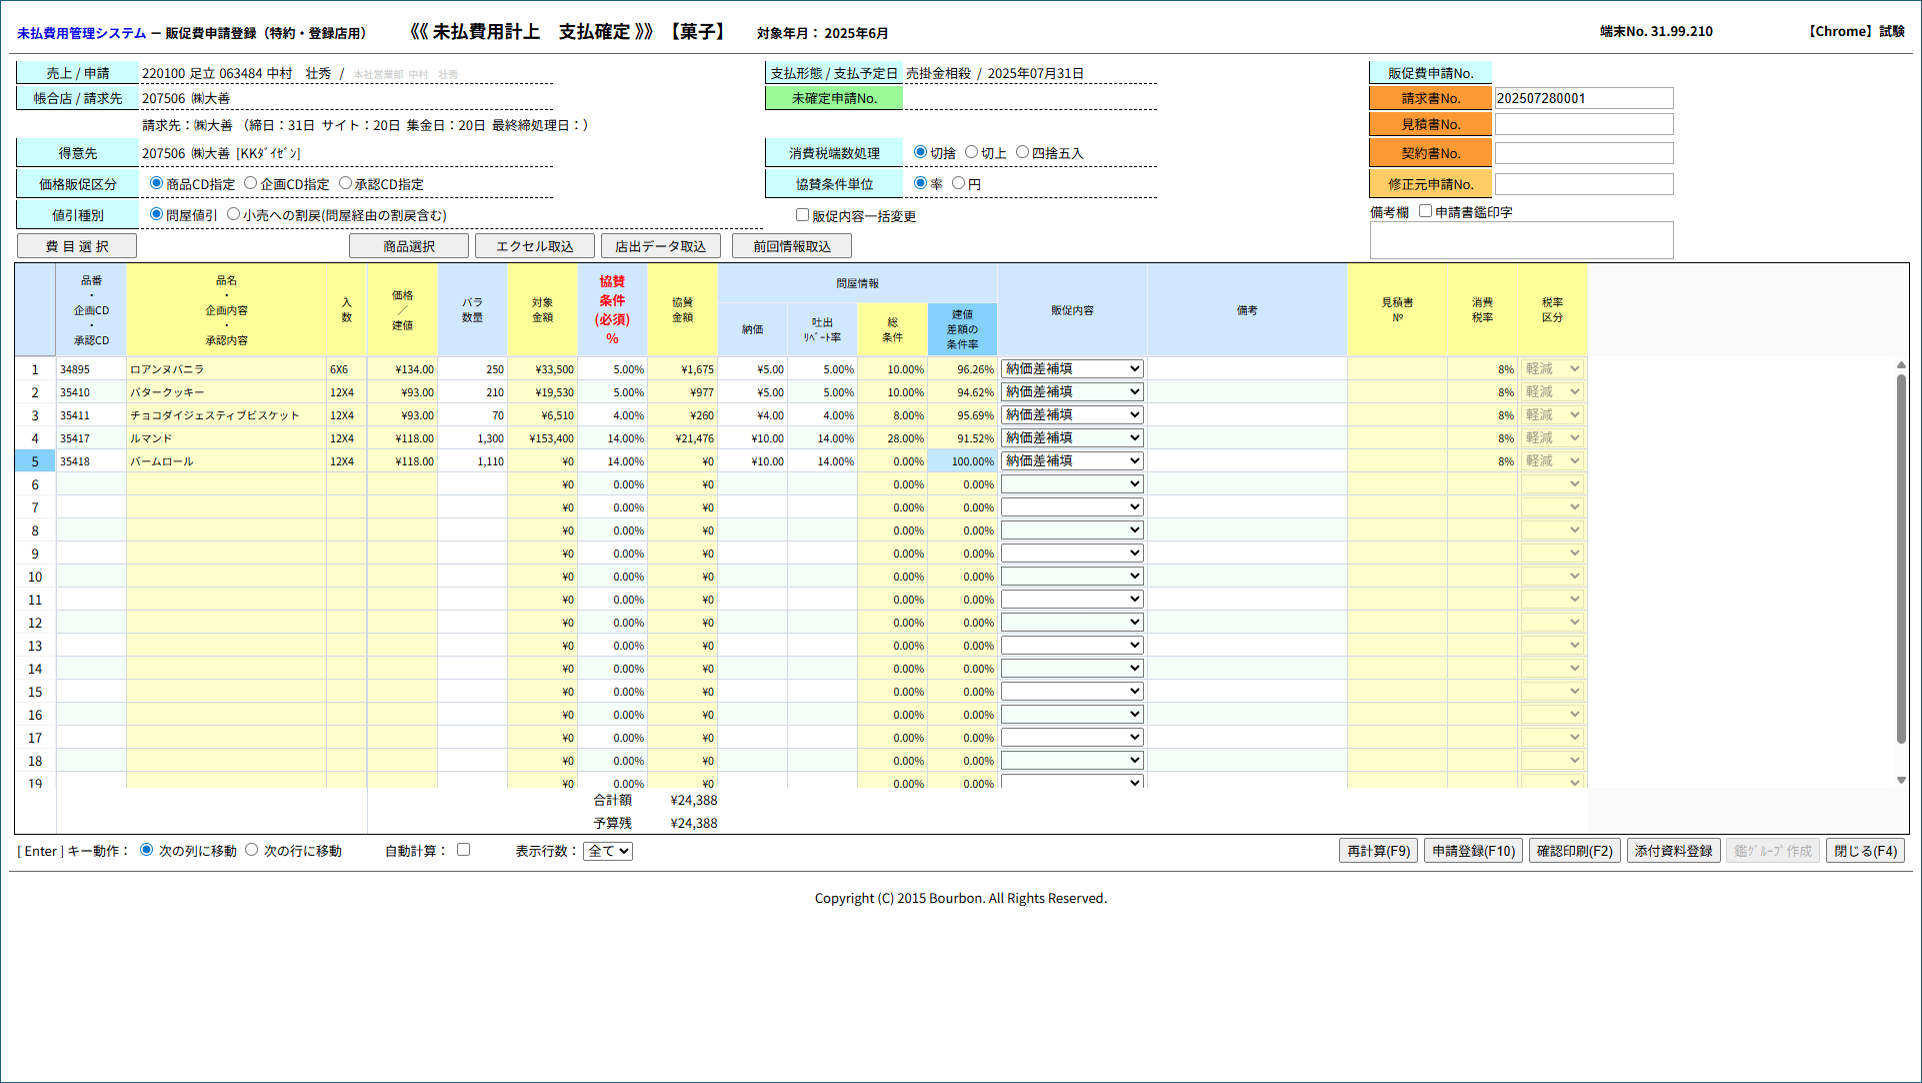 未払費用管理システム － 販促費申請登録（特約・登録店用） 《《 未払費用計上　支払確定 》》 【菓子】 対象年月： 2025年6月 端末No. 31.99.210 【Chrome】試験
売上 / 申請 220100 足立 063484 中村　壮秀 / 本社営業部 中村　壮秀 支払形態 / 支払予定日 売掛金相殺 / 2025年07月31日 販促費申請No.
帳合店 / 請求先 207506 ㈱大善 未確定申請No. 請求書No. 202507280001
請求先：㈱大善 （締日：31日 サイト：20日 集金日：20日 最終締処理日：） 見積書No.
得意先 207506 ㈱大善 [KKﾀﾞｲｾﾞﾝ] 消費税端数処理 切捨 切上 四捨五入 契約書No.
価格販促区分 商品CD指定 企画CD指定 承認CD指定 協賛条件単位 率 円 修正元申請No.
値引種別 問屋値引 小売への割戻(問屋経由の割戻含む) 販促内容一括変更 備考欄 申請書鑑印字
費 目 選 択 商品選択 エクセル取込 店出データ取込 前回情報取込
品番・企画CD・承認CD 品名・企画内容・承認内容 入数 価格／建値 バラ数量 対象金額 協賛条件(必須)% 協賛金額 問屋情報 納価 吐出ﾘﾍﾞｰﾄ率 総条件 建値差額の条件率 販促内容 備考 見積書№ 消費税率 税率区分
1 34895 ロアンヌバニラ 6X6 ¥134.00 250 ¥33,500 5.00% ¥1,675 ¥5.00 5.00% 10.00% 96.26% 納価差補填 8% 軽減
2 35410 バタークッキー 12X4 ¥93.00 210 ¥19,530 5.00% ¥977 ¥5.00 5.00% 10.00% 94.62% 納価差補填 8% 軽減
3 35411 チョコダイジェスティブビスケット 12X4 ¥93.00 70 ¥6,510 4.00% ¥260 ¥4.00 4.00% 8.00% 95.69% 納価差補填 8% 軽減
4 35417 ルマンド 12X4 ¥118.00 1,300 ¥153,400 14.00% ¥21,476 ¥10.00 14.00% 28.00% 91.52% 納価差補填 8% 軽減
5 35418 バームロール 12X4 ¥118.00 1,110 ¥0 14.00% ¥0 ¥10.00 14.00% 0.00% 100.00% 納価差補填 8% 軽減
6 ¥0 0.00% ¥0 0.00% 0.00%
7 ¥0 0.00% ¥0 0.00% 0.00%
8 ¥0 0.00% ¥0 0.00% 0.00%
9 ¥0 0.00% ¥0 0.00% 0.00%
10 ¥0 0.00% ¥0 0.00% 0.00%
11 ¥0 0.00% ¥0 0.00% 0.00%
12 ¥0 0.00% ¥0 0.00% 0.00%
13 ¥0 0.00% ¥0 0.00% 0.00%
14 ¥0 0.00% ¥0 0.00% 0.00%
15 ¥0 0.00% ¥0 0.00% 0.00%
16 ¥0 0.00% ¥0 0.00% 0.00%
17 ¥0 0.00% ¥0 0.00% 0.00%
18 ¥0 0.00% ¥0 0.00% 0.00%
19 ¥0 0.00% ¥0 0.00% 0.00%
合計額 ¥24,388
予算残 ¥24,388
[ Enter ] キー動作： 次の列に移動 次の行に移動 自動計算： 表示行数： 全て 再計算(F9) 申請登録(F10) 確認印刷(F2) 添付資料登録 鑑ｸﾞﾙｰﾌﾟ作成 閉じる(F4)
Copyright (C) 2015 Bourbon. All Rights Reserved.